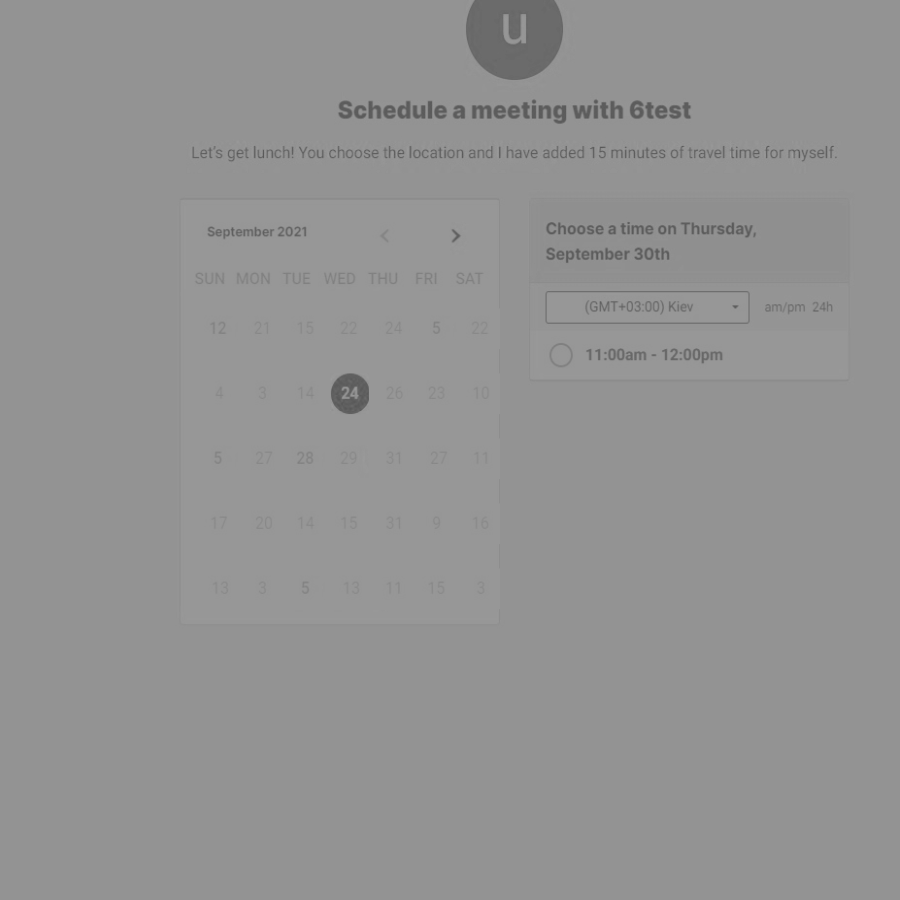 u
Schedule a meeting with 6test
Let's get lunch! You choose the location and I have added 15 minutes of travel time for myself.
September 2021
SUN MON TUE WED THU FRI SAT
12 21 15 22 24 5 22
4 3 14 24 26 23 10
5 27 28 29 31 27 11
17 20 14 15 31 9 16
13 3 5 13 11 15 3
Choose a time on Thursday,
September 30th
(GMT+03:00) Kiev am/pm 24h
11:00am - 12:00pm